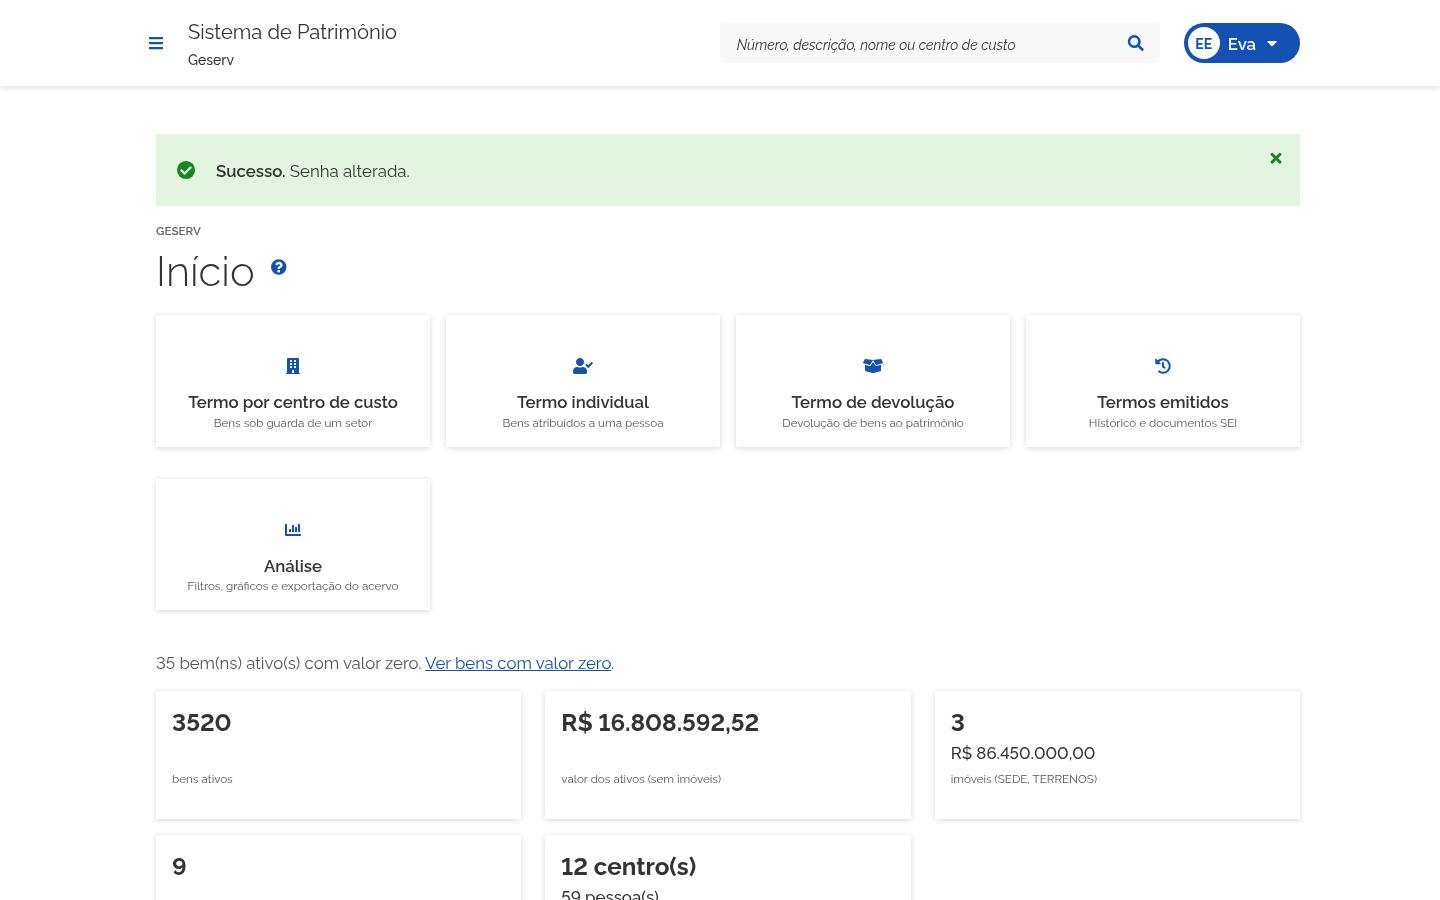 Sistema de Patrimônio
Geserv
Número, descrição, nome ou centro de custo
EE Eva
Sucesso. Senha alterada.
GESERV
Início
Termo por centro de custo
Bens sob guarda de um setor
Termo individual
Bens atribuídos a uma pessoa
Termo de devolução
Devolução de bens ao patrimônio
Termos emitidos
Histórico e documentos SEI
Análise
Filtros, gráficos e exportação do acervo
35 bem(ns) ativo(s) com valor zero. Ver bens com valor zero.
3520
bens ativos
R$ 16.808.592,52
valor dos ativos (sem imóveis)
3
R$ 86.450.000,00
imóveis (SEDE, TERRENOS)
9
12 centro(s)
59 pessoa(s)